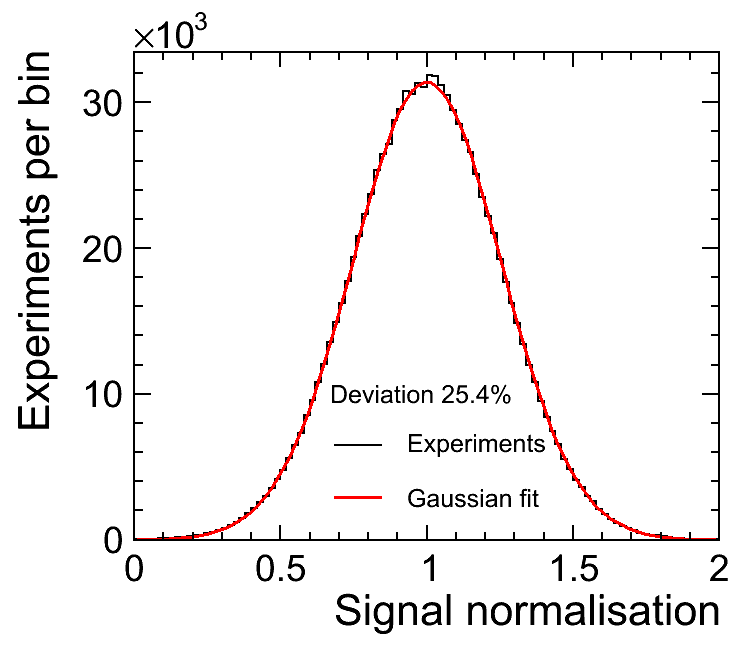 ×10³
Experiments per bin
30
20
10
0
Deviation 25.4%
Experiments
Gaussian fit
0 0.5 1 1.5 2
Signal normalisation